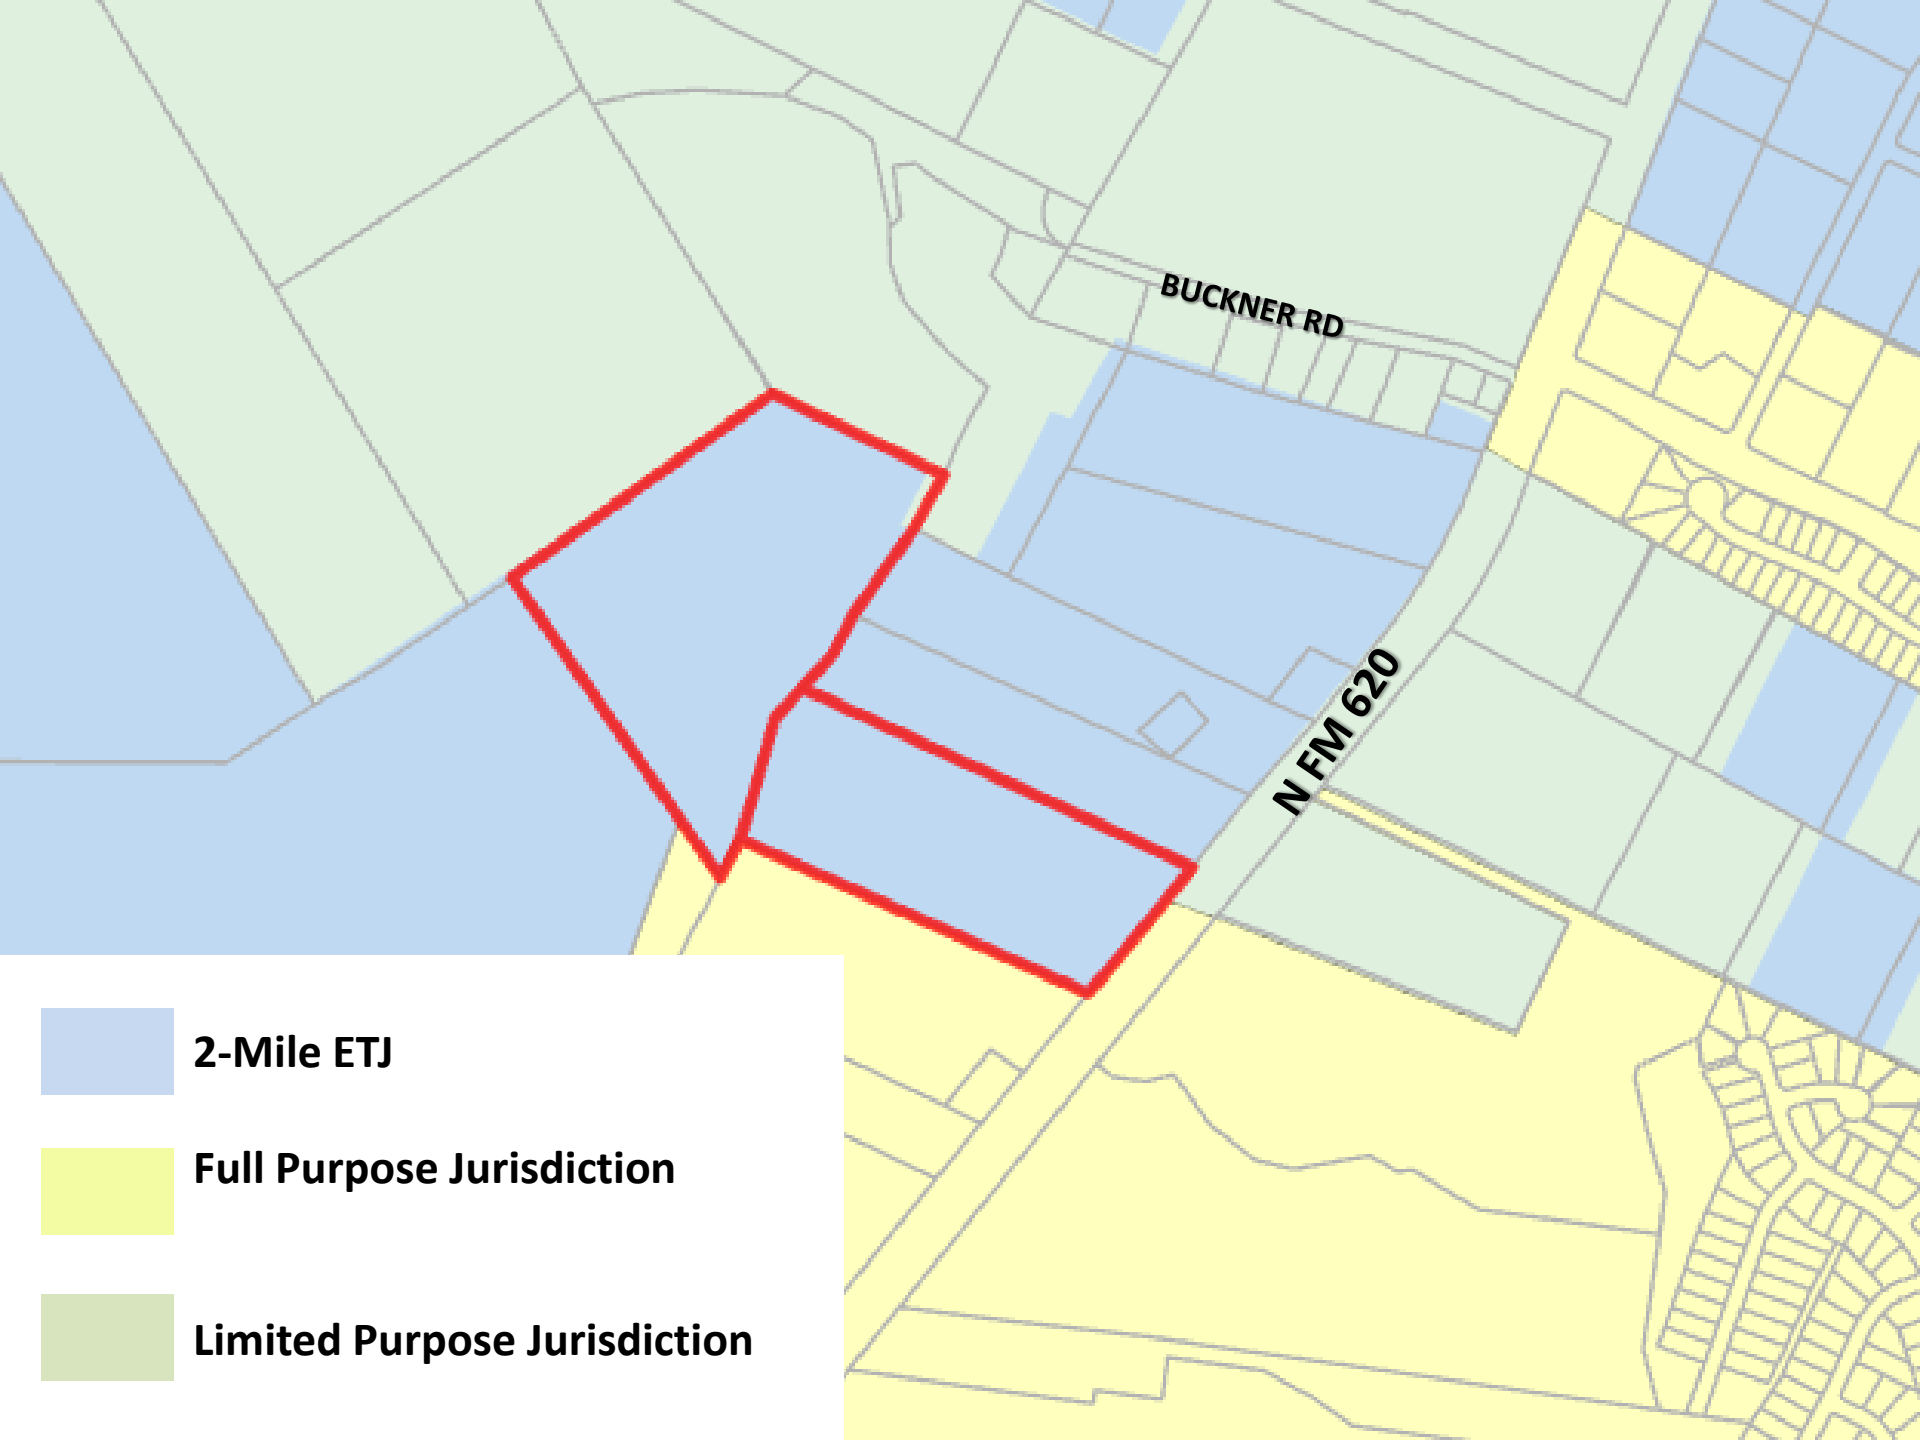 BUCKNER RD
N FM 620
2-Mile ETJ
Full Purpose Jurisdiction
Limited Purpose Jurisdiction